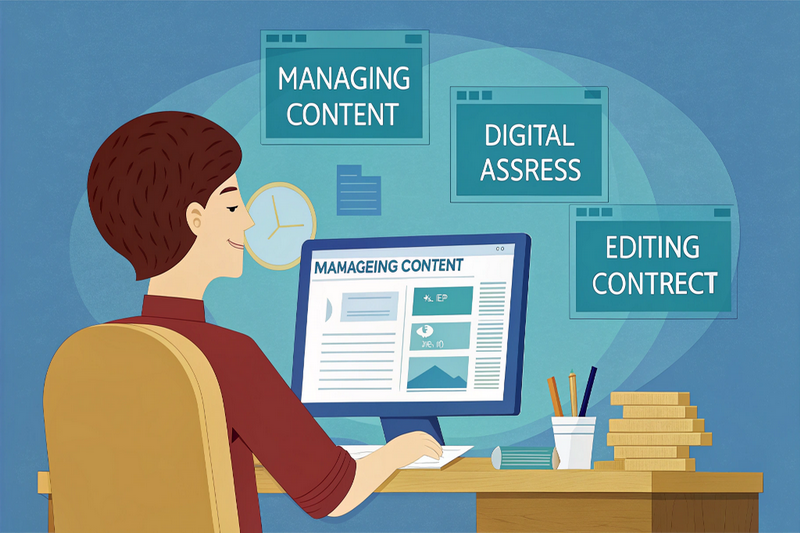 MANAGING
CONTENT
DIGITAL
ASSRESS
EDITING
CONTRECT
MAMAGEING CONTENT